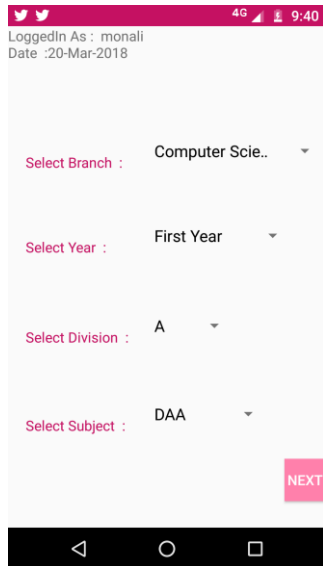 4G 9:40
LoggedIn As : monali
Date :20-Mar-2018
Select Branch : Computer Scie..
Select Year : First Year
Select Division : A
Select Subject : DAA
NEXT